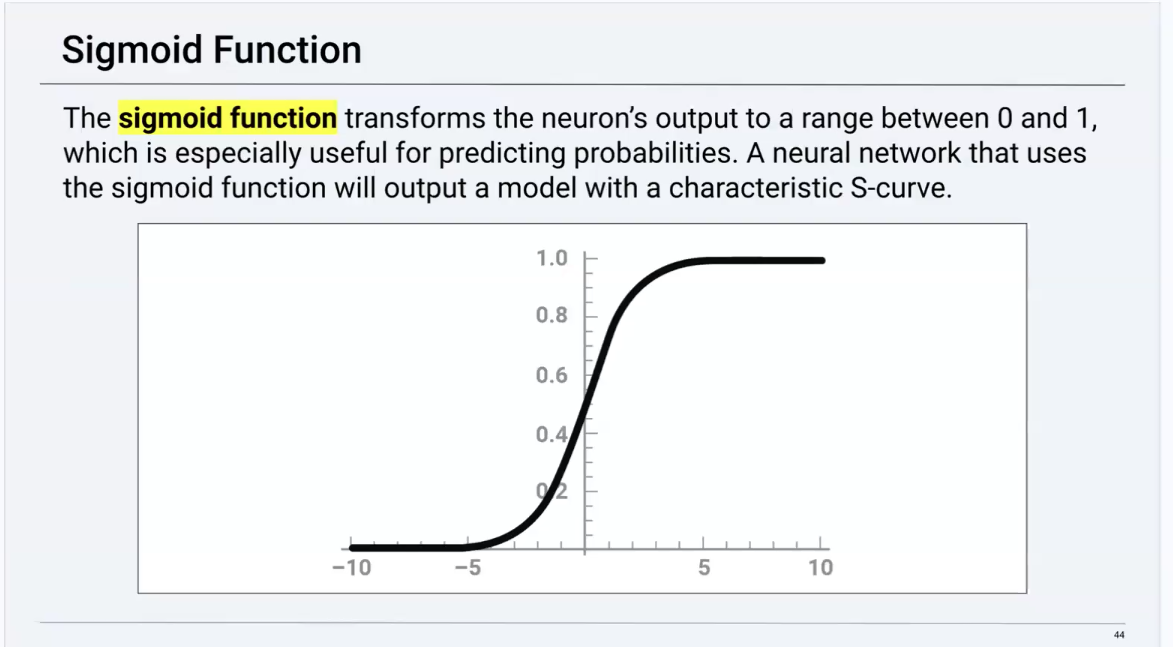 Sigmoid Function
The sigmoid function transforms the neuron’s output to a range between 0 and 1,
which is especially useful for predicting probabilities. A neural network that uses
the sigmoid function will output a model with a characteristic S-curve.
1.0
0.8
0.6
0.4
0.2
−10 −5 5 10
44